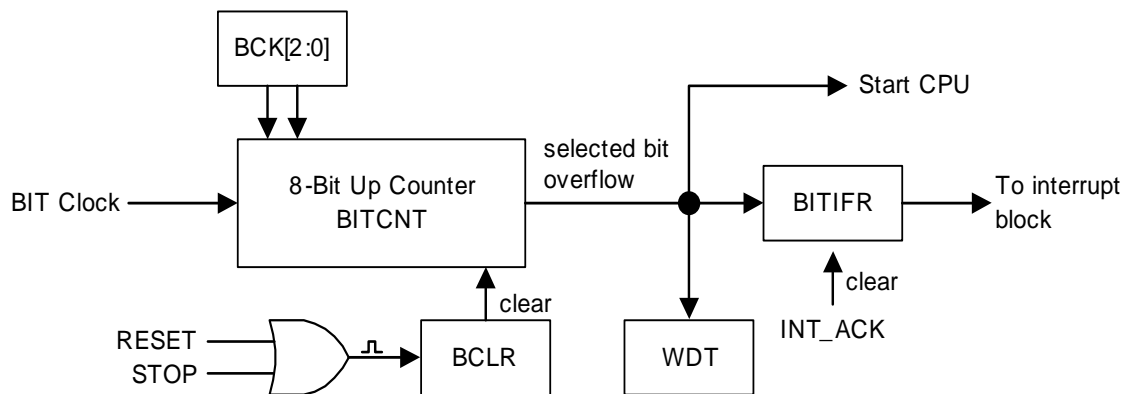 BCK[2:0]
Start CPU
selected bit
overflow
8-Bit Up Counter
BITCNT
BIT Clock
BITIFR
To interrupt
block
clear
clear
INT_ACK
RESET
STOP
BCLR
WDT